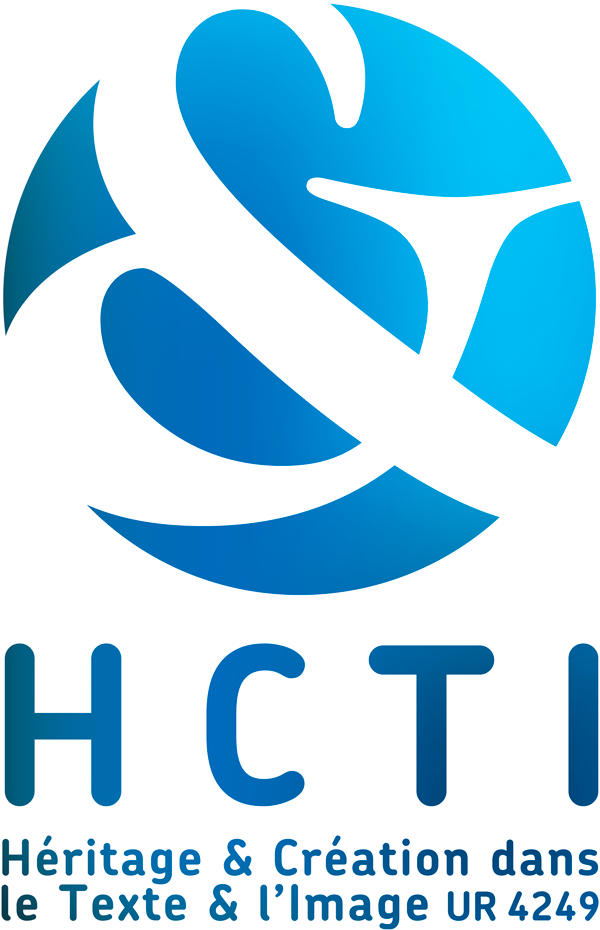 &
HCTI
Héritage & Création dans
le Texte & l'Image UR 4249